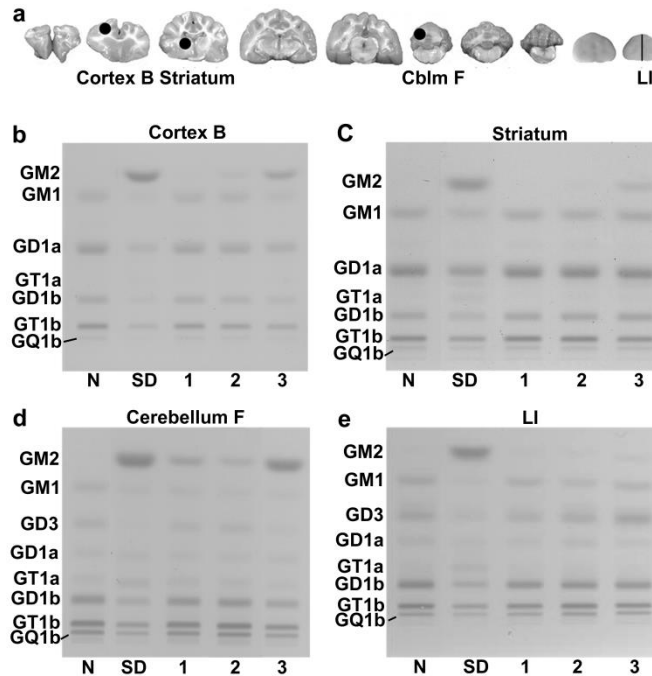 a
Cortex B Striatum Cblm F LI
b Cortex B
GM2
GM1
GD1a
GT1a
GD1b
GT1b
GQ1b
N SD 1 2 3
C Striatum
GM2
GM1
GD1a
GT1a
GD1b
GT1b
GQ1b
N SD 1 2 3
d Cerebellum F
GM2
GM1
GD3
GD1a
GT1a
GD1b
GT1b
GQ1b
N SD 1 2 3
e LI
GM2
GM1
GD3
GD1a
GT1a
GD1b
GT1b
GQ1b
N SD 1 2 3